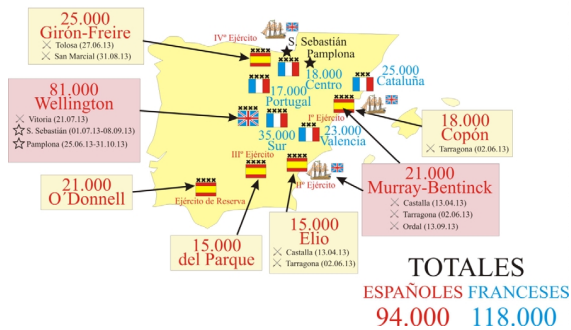 25.000
Girón-Freire
Tolosa (27.06.13)
San Marcial (31.08.13)
IVº Ejército
S. Sebastián
Pamplona
81.000
Wellington
Vitoria (21.07.13)
S. Sebastián (01.07.13-08.09.13)
Pamplona (25.06.13-31.10.13)
18.000
Centro
25.000
Cataluña
17.000
Portugal
35.000
Sur
23.000
Valencia
Iº Ejército
18.000
Copón
Tarragona (02.06.13)
21.000
O´Donnell
Ejército de Reserva
IIIº Ejército
IIº Ejército
21.000
Murray-Bentinck
Castalla (13.04.13)
Tarragona (02.06.13)
Ordal (13.09.13)
15.000
del Parque
15.000
Elio
Castalla (13.04.13)
Tarragona (02.06.13)
TOTALES
ESPAÑOLES FRANCESES
94.000 118.000